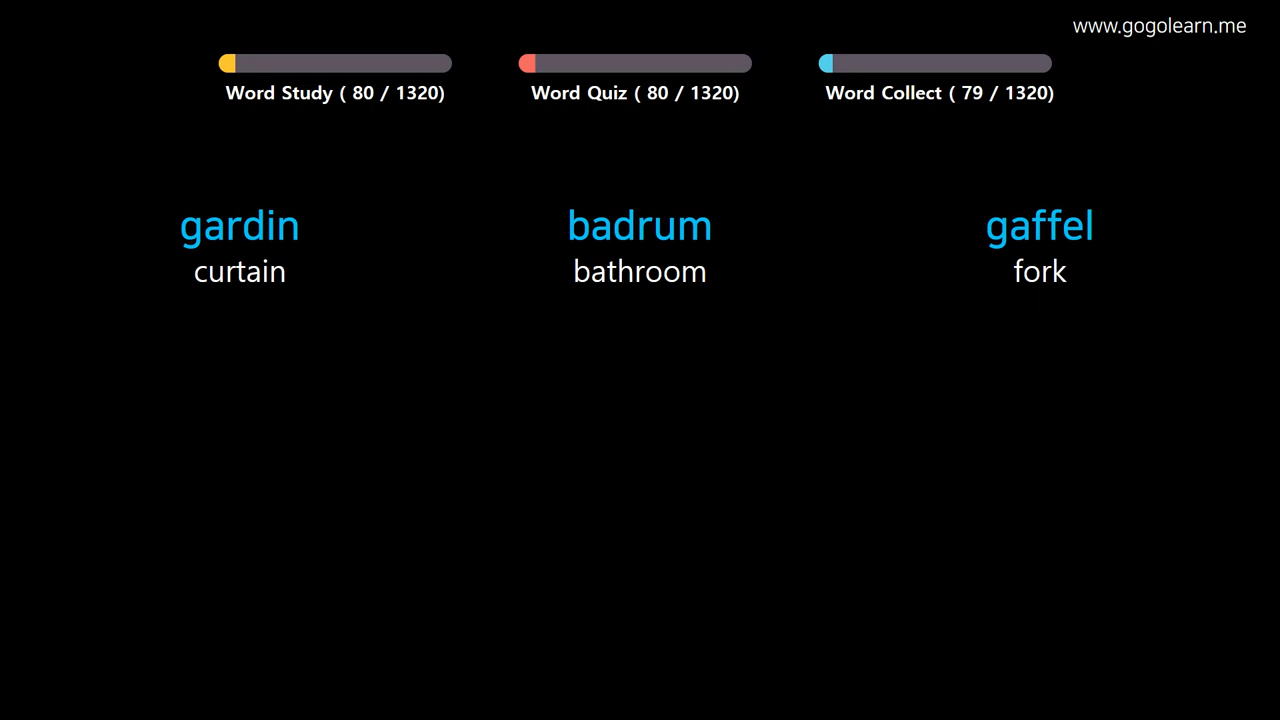 www.gogolearn.me
Word Study ( 80 / 1320)
Word Quiz ( 80 / 1320)
Word Collect ( 79 / 1320)
gardin
curtain
badrum
bathroom
gaffel
fork